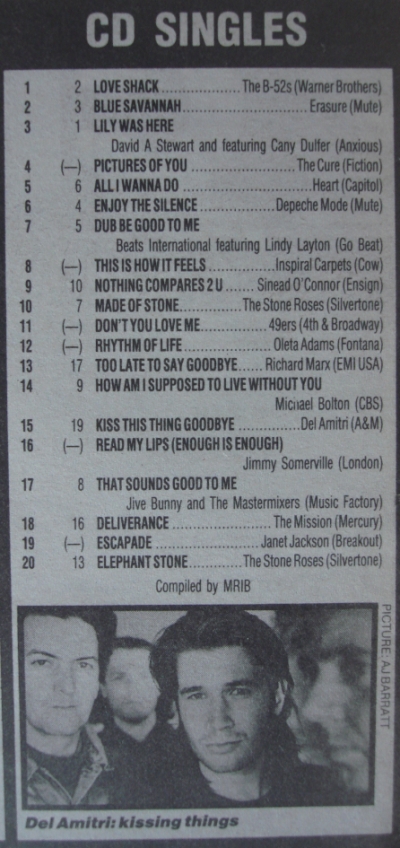 CD SINGLES
1 2 LOVE SHACK..................The B-52s (Warner Brothers)
2 3 BLUE SAVANNAH.............................Erasure (Mute)
3 1 LILY WAS HERE
David A Stewart and featuring Cany Dulfer (Anxious)
4 (—) PICTURES OF YOU ........................The Cure (Fiction)
5 6 ALL I WANNA DO .............................Heart (Capitol)
6 4 ENJOY THE SILENCE................Depeche Mode (Mute)
7 5 DUB BE GOOD TO ME
Beats International featuring Lindy Layton (Go Beat)
8 (—) THIS IS HOW IT FEELS ...............Inspiral Carpets (Cow)
9 10 NOTHING COMPARES 2 U ....... Sinead O'Connor (Ensign)
10 7 MADE OF STONE...............The Stone Roses (Silvertone)
11 (—) DON'T YOU LOVE ME...............49ers (4th & Broadway)
12 (—) RHYTHM OF LIFE ....................Oleta Adams (Fontana)
13 17 TOO LATE TO SAY GOODBYE...... Richard Marx (EMI USA)
14 9 HOW AM I SUPPOSED TO LIVE WITHOUT YOU
Michael Bolton (CBS)
15 19 KISS THIS THING GOODBYE ...............Del Amitri (A&M)
16 (—) READ MY LIPS (ENOUGH IS ENOUGH)
Jimmy Somerville (London)
17 8 THAT SOUNDS GOOD TO ME
Jive Bunny and The Mastermixers (Music Factory)
18 16 DELIVERANCE .......................The Mission (Mercury)
19 (—) ESCAPADE .........................Janet Jackson (Breakout)
20 13 ELEPHANT STONE..............The Stone Roses (Silvertone)
Compiled by MRIB
PICTURE: AJ BARRATT
Del Amitri: kissing things